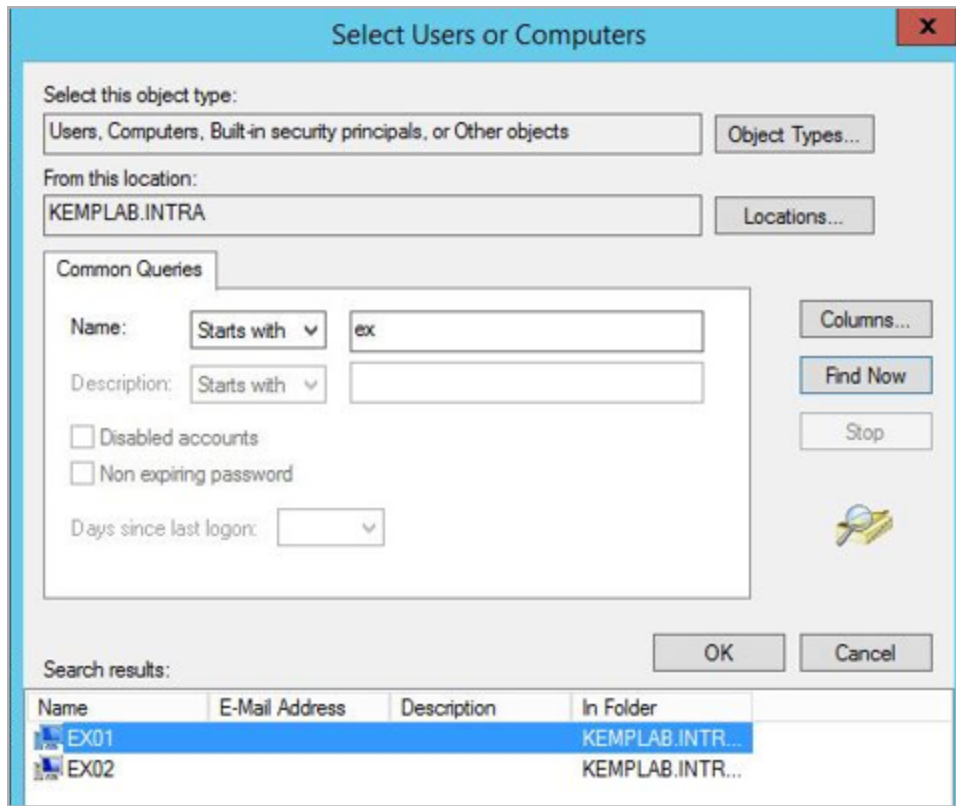 Select Users or Computers
X
Select this object type:
Users, Computers, Built-in security principals, or Other objects
Object Types...
From this location:
KEMPLAB.INTRA
Locations...
Common Queries
Name: Starts with ex
Columns...
Description: Starts with
Find Now
Disabled accounts
Stop
Non expiring password
Days since last logon:
OK Cancel
Search results:
Name E-Mail Address Description In Folder
EX01 KEMPLAB.INTR...
EX02 KEMPLAB.INTR...